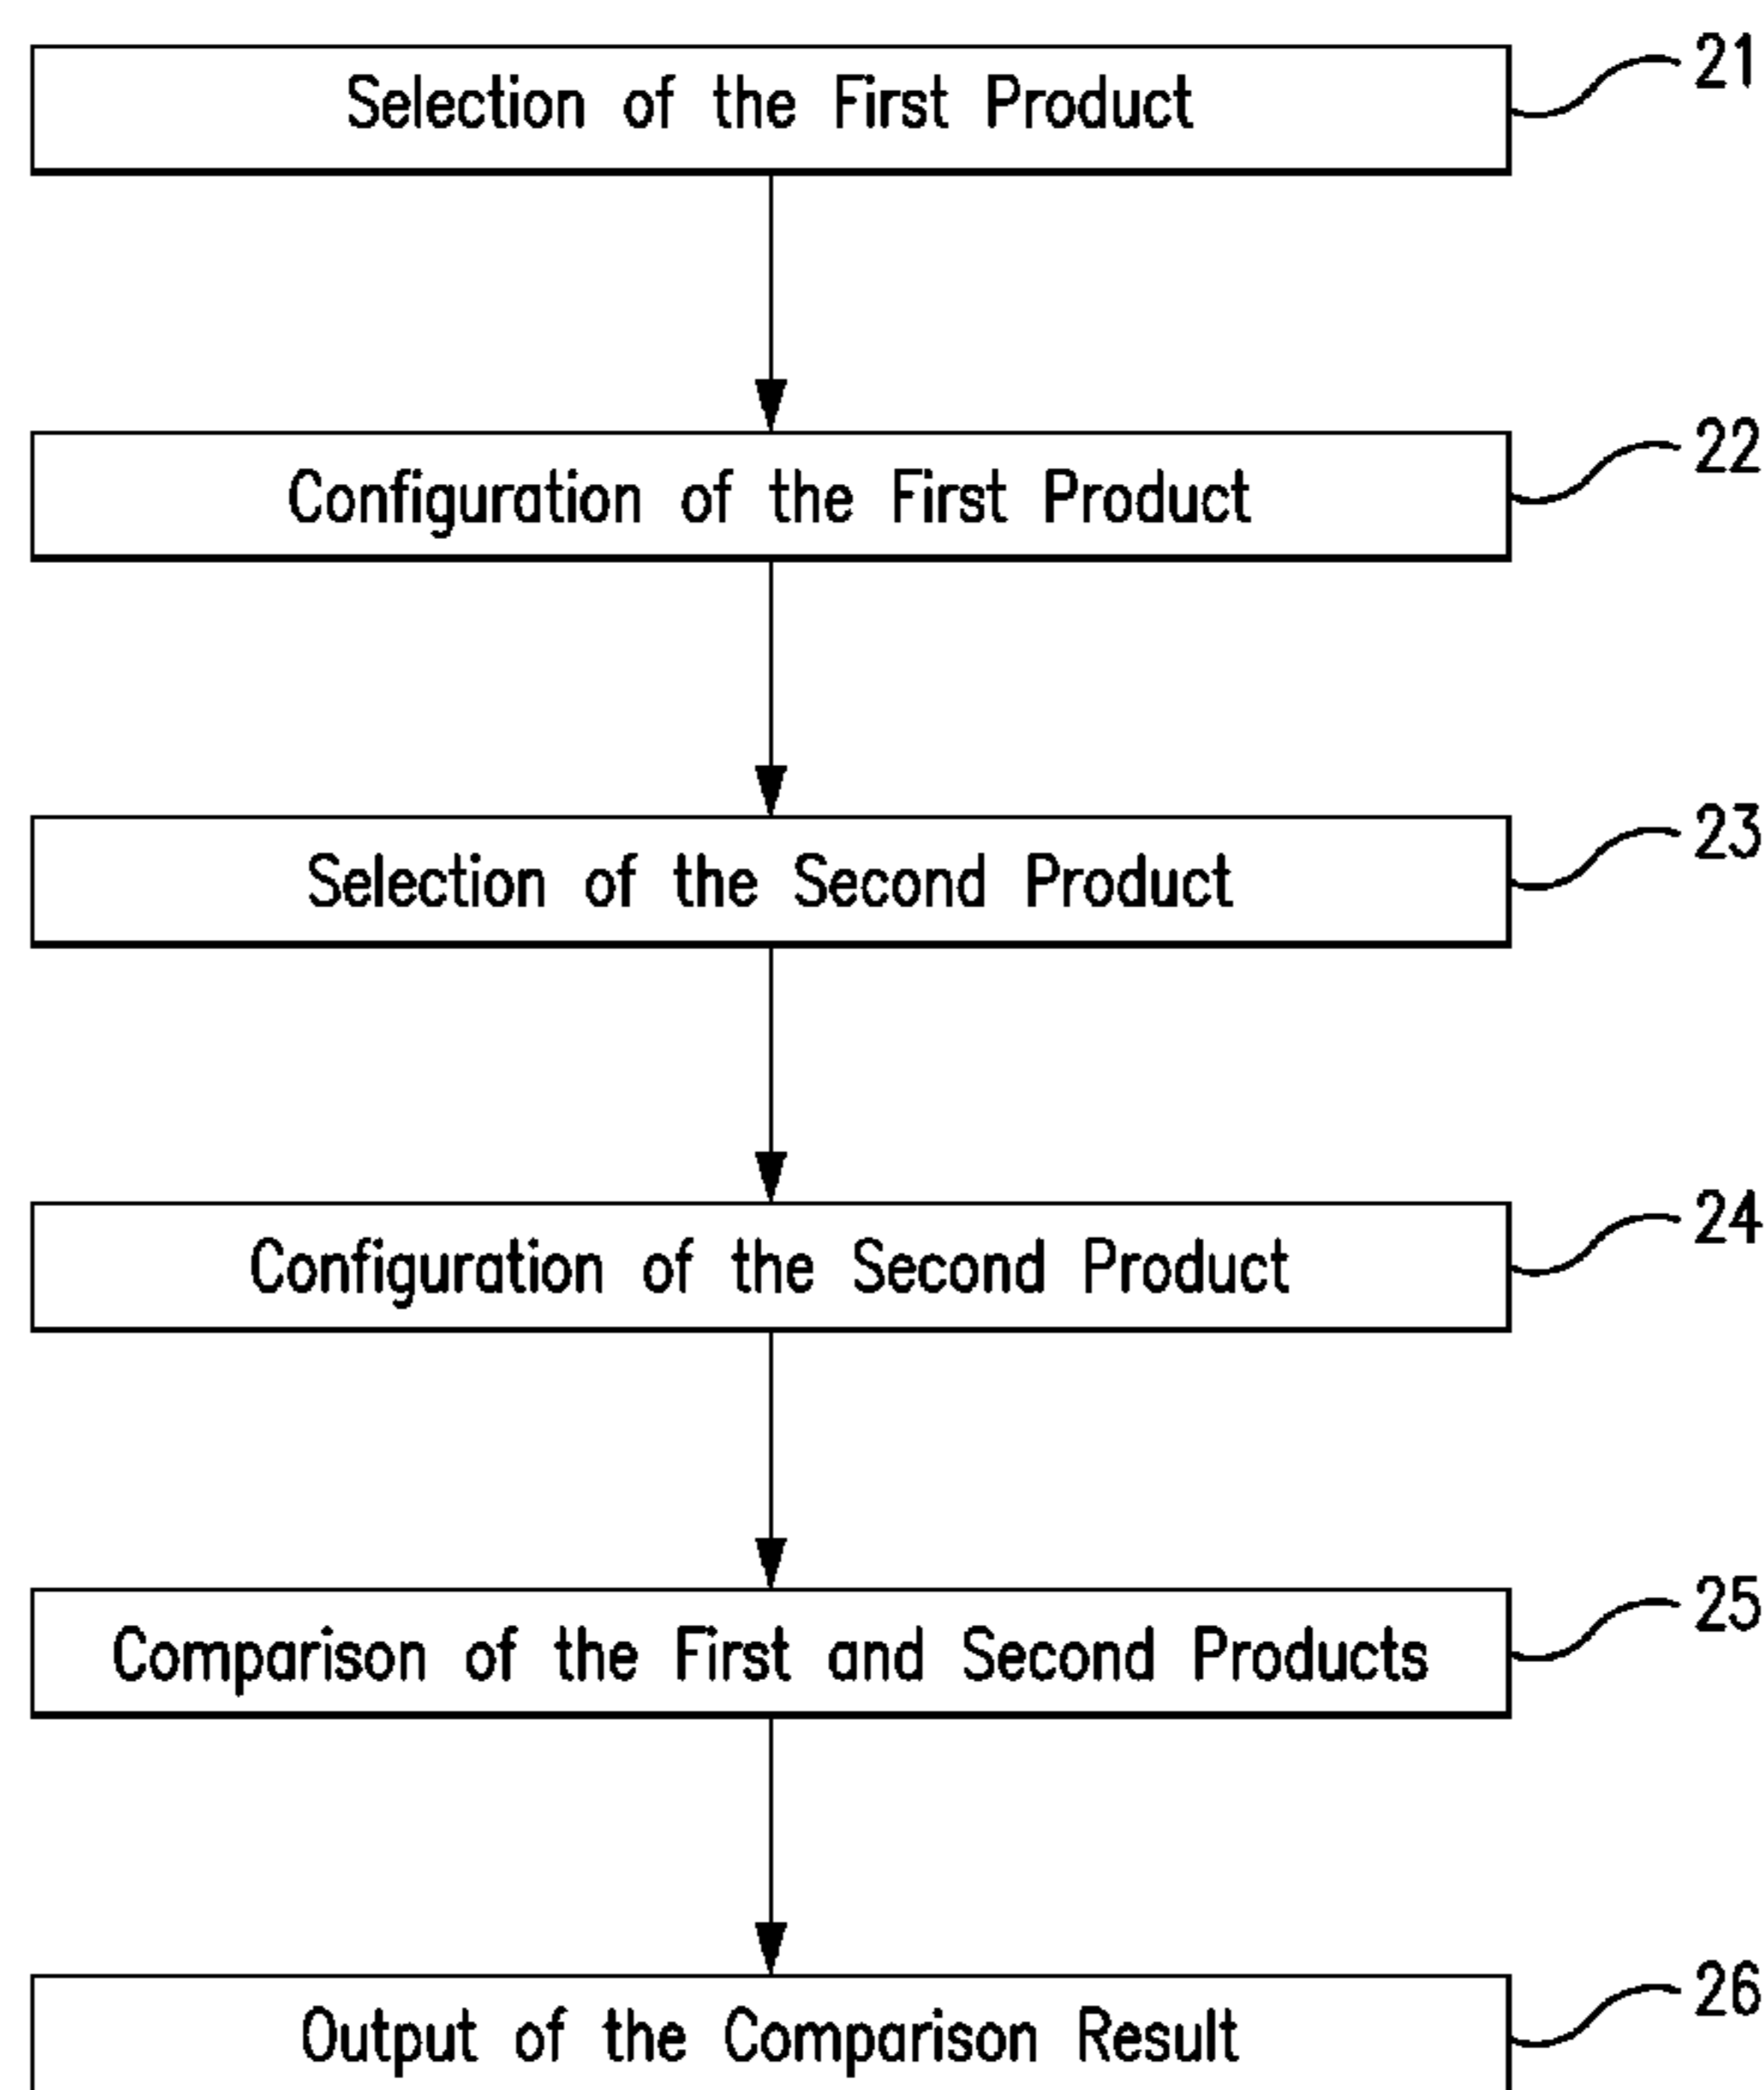 Selection of the First Product 21
Configuration of the First Product 22
Selection of the Second Product 23
Configuration of the Second Product 24
Comparison of the First and Second Products 25
Output of the Comparison Result 26